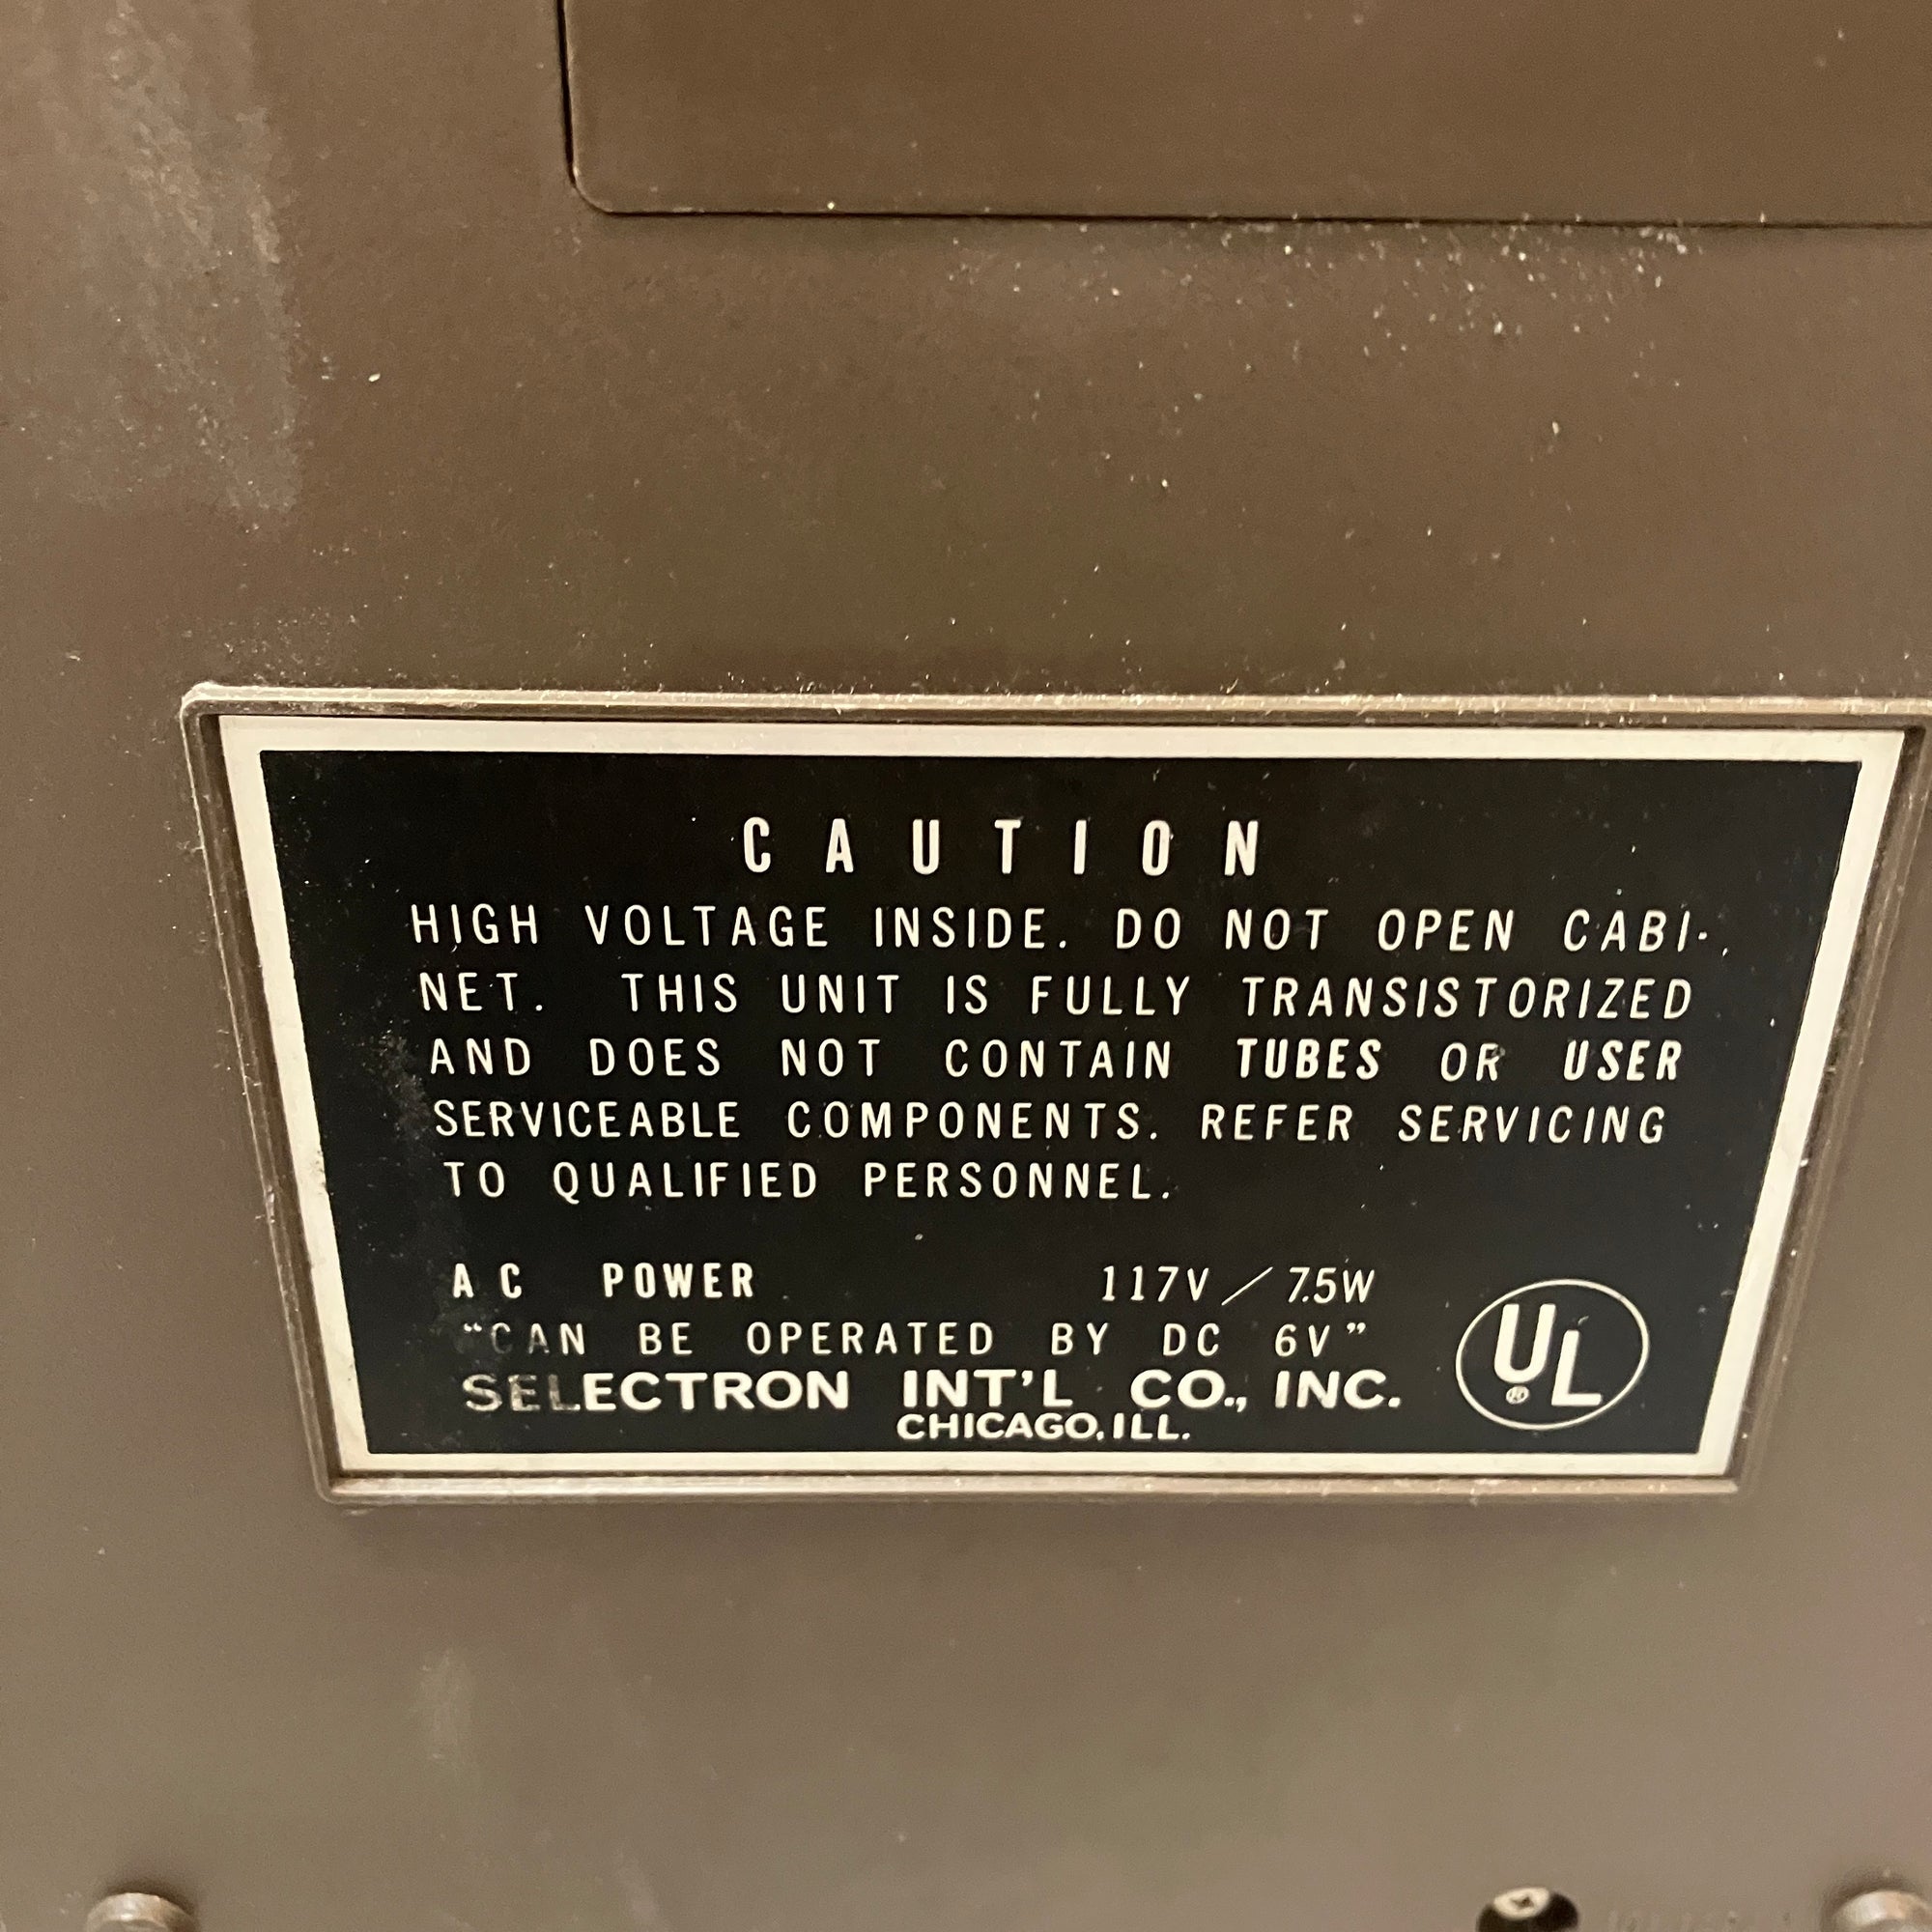 CAUTION
HIGH VOLTAGE INSIDE. DO NOT OPEN CABI-
NET. THIS UNIT IS FULLY TRANSISTORIZED
AND DOES NOT CONTAIN TUBES OR USER
SERVICEABLE COMPONENTS. REFER SERVICING
TO QUALIFIED PERSONNEL.
AC POWER 117V / 7.5W
“CAN BE OPERATED BY DC 6V”
SELECTRON INT'L CO., INC.
CHICAGO, ILL.
UL
®